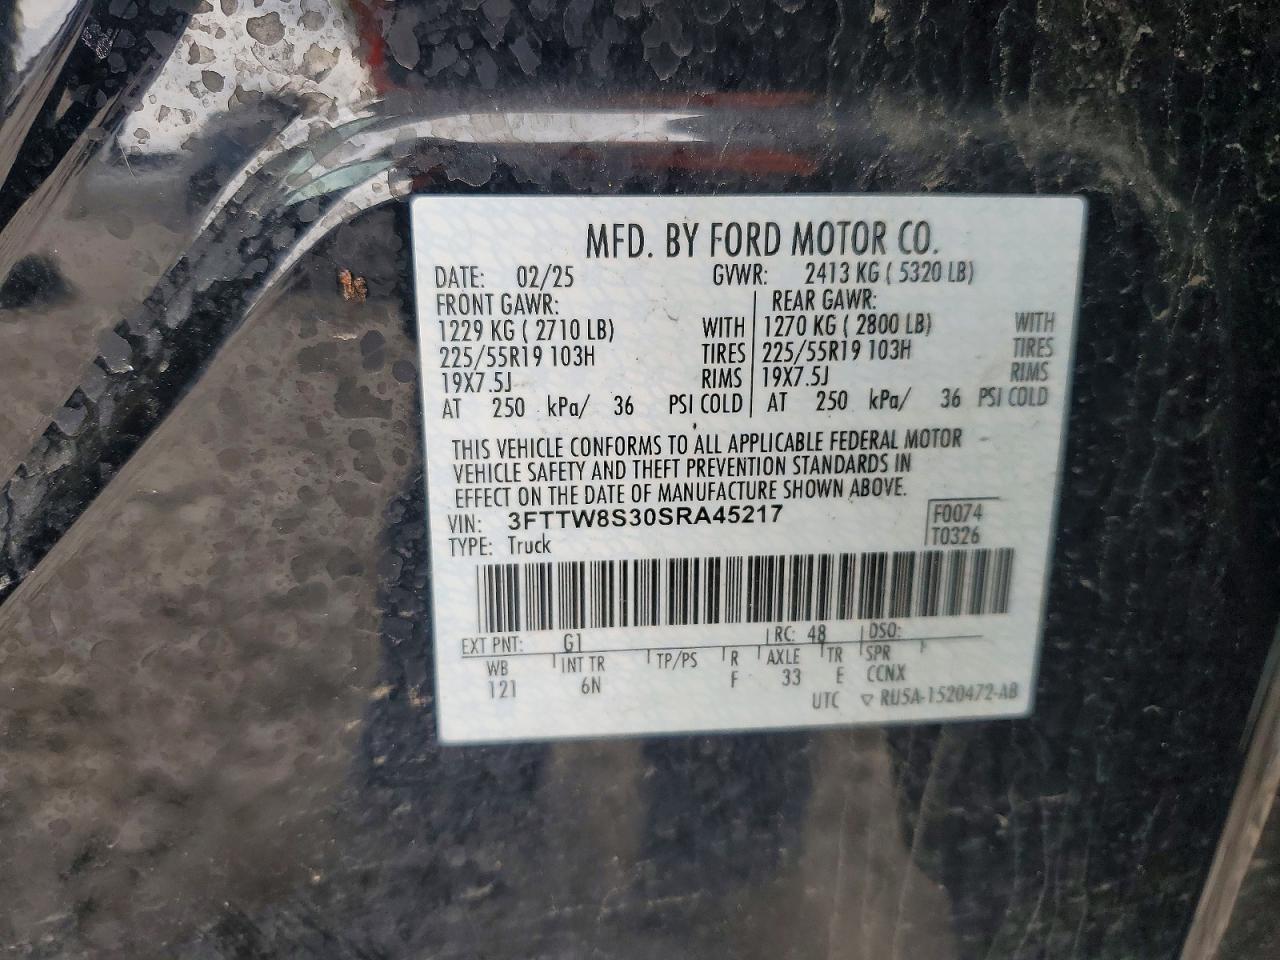 MFD. BY FORD MOTOR CO.
DATE: 02/25 GVWR: 2413 KG ( 5320 LB)
FRONT GAWR: REAR GAWR:
1229 KG ( 2710 LB) WITH 1270 KG ( 2800 LB) WITH
225/55R19 103H TIRES 225/55R19 103H TIRES
19X7.5J RIMS 19X7.5J RIMS
AT 250 kPa/ 36 PSI COLD AT 250 kPa/ 36 PSI COLD
THIS VEHICLE CONFORMS TO ALL APPLICABLE FEDERAL MOTOR
VEHICLE SAFETY AND THEFT PREVENTION STANDARDS IN
EFFECT ON THE DATE OF MANUFACTURE SHOWN ABOVE.
VIN: 3FTTW8S30SRA45217 F0074
TYPE: Truck T0326
EXT PNT: G1 RC: 48 DSO:
WB INT TR TP/PS R AXLE TR SPR
121 6N F 33 E CCNX
UTC ▽ RU5A-1520472-AB